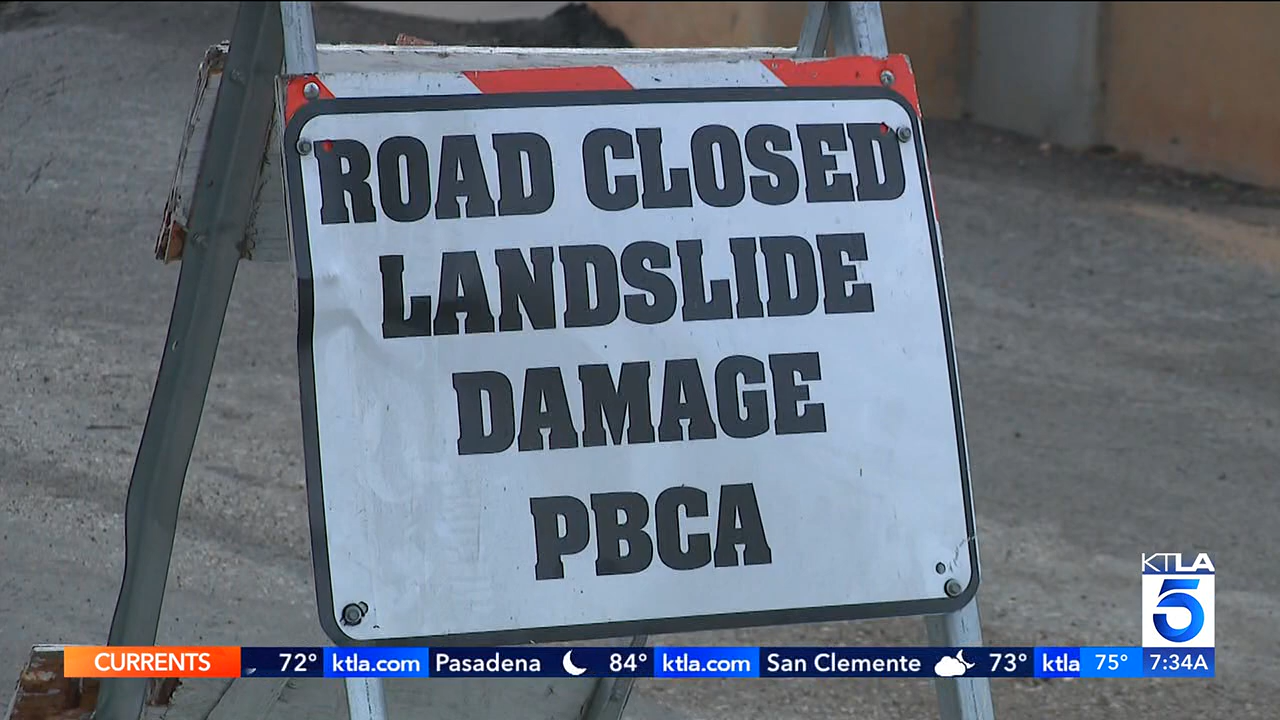 ROAD CLOSED
LANDSLIDE
DAMAGE
PBCA
KTLA
5
CURRENTS 72° ktla.com Pasadena 84° ktla.com San Clemente 73° ktla 75° 7:34A